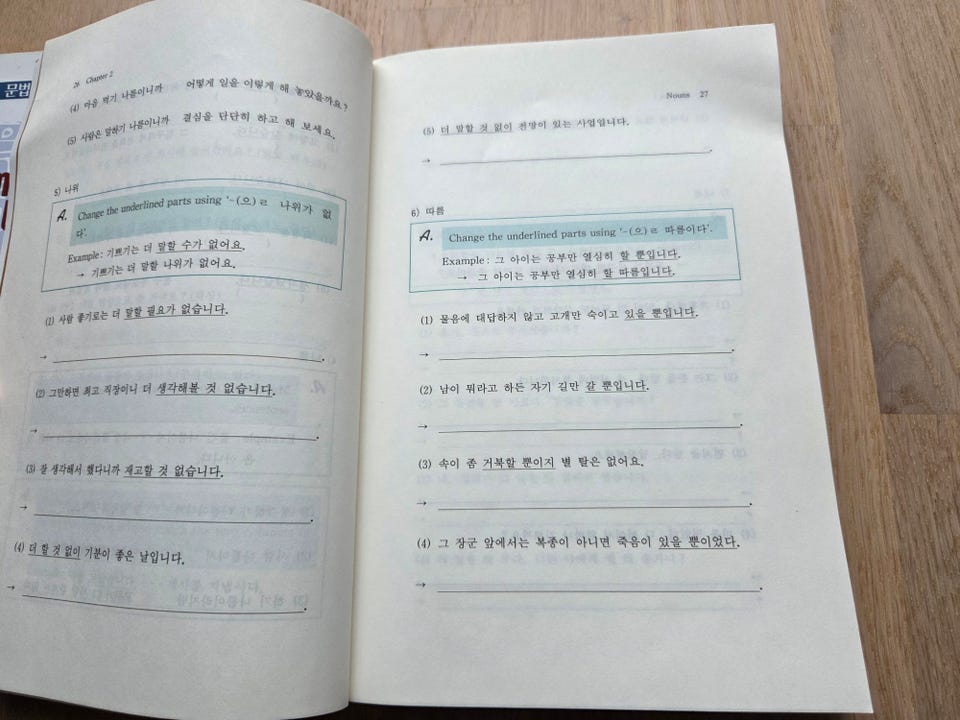 문법
26 Chapter 2
(4) 마음 먹기 나름이니까 어떻게 일을 이렇게 해 놓았을까요?
(5) 사람은 말하기 나름이니까 결심을 단단히 하고 해 보세요.
5) 나위
A. Change the underlined parts using '-(으)ㄹ 나위가 없
다'.
Example: 기쁘기는 더 말할 수가 없어요.
→ 기쁘기는 더 말할 나위가 없어요.
(1) 사람 좋기로는 더 말할 필요가 없습니다.
→ .
(2) 그만하면 최고 직장이니 더 생각해볼 것 없습니다.
→ .
(3) 잘 생각해서 했다니까 재고할 것 없습니다.
→ .
(4) 더 할 것 없이 기분이 좋은 날입니다.
→ .
Nouns 27
(5) 더 말할 것 없이 전망이 있는 사업입니다.
→ .
6) 따름
A. Change the underlined parts using '-(으)ㄹ 따름이다'.
Example: 그 아이는 공부만 열심히 할 뿐입니다.
→ 그 아이는 공부만 열심히 할 따름입니다.
(1) 물음에 대답하지 않고 고개만 숙이고 있을 뿐입니다.
→ .
(2) 남이 뭐라고 하든 자기 길만 갈 뿐입니다.
→ .
(3) 속이 좀 거북할 뿐이지 별 탈은 없어요.
→ .
(4) 그 장군 앞에서는 복종이 아니면 죽음이 있을 뿐이었다.
→ .